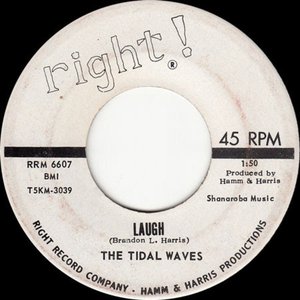 right!
®
RRM 6607
BMI
T5KM-3039
45 RPM
1:50
Produced by
Hamm & Harris
Shanaroba Music
LAUGH
(Brandon L. Harris)
THE TIDAL WAVES
RIGHT RECORD COMPANY - HAMM & HARRIS PRODUCTIONS